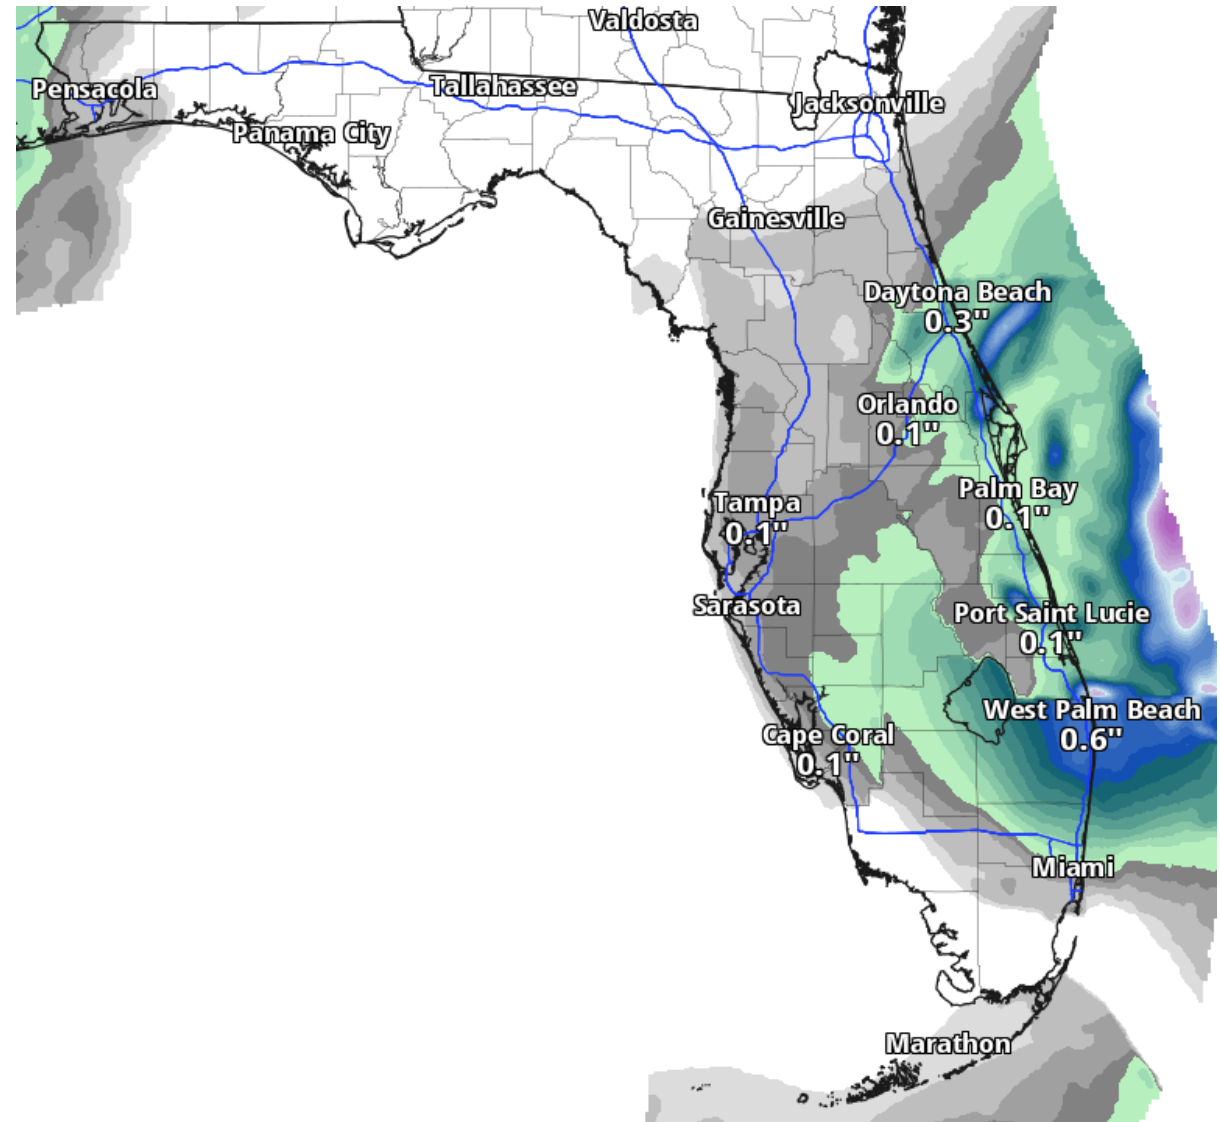 Valdosta
Pensacola
Tallahassee
Jacksonville
Panama City
Gainesville
Daytona Beach
0.3"
Orlando
0.1"
Palm Bay
0.1"
Tampa
0.1"
Sarasota
Port Saint Lucie
0.1"
West Palm Beach
0.6"
Cape Coral
0.1"
Miami
Marathon